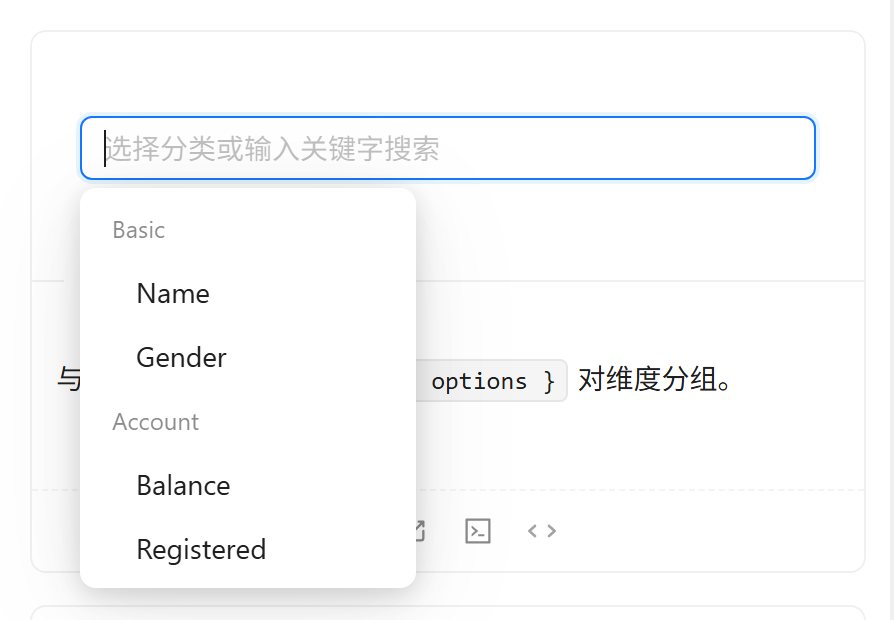 选择分类或输入关键字搜索
Basic
Name
Gender
与 options } 对维度分组。
Account
Balance
Registered